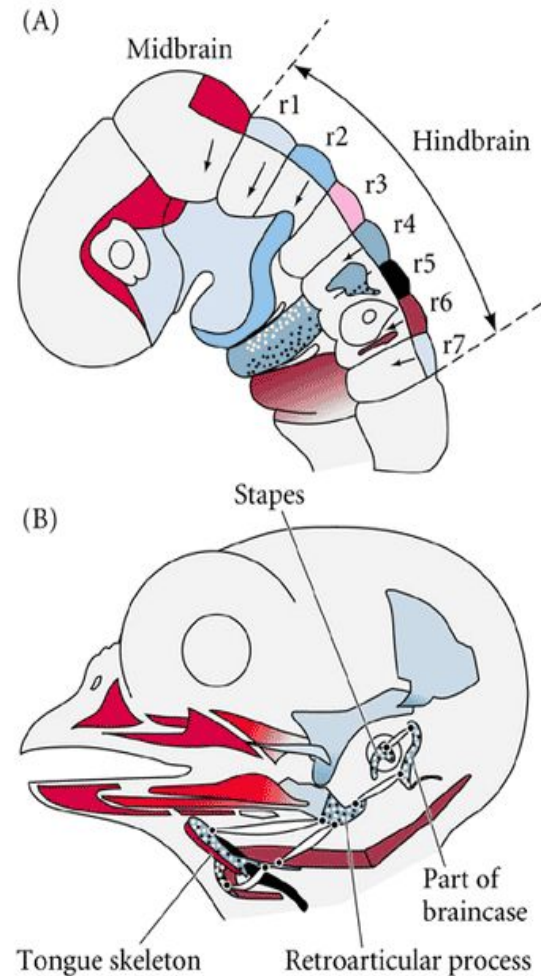 (A)
Midbrain
r1
r2
Hindbrain
r3
r4
r5
r6
r7
Stapes
(B)
Part of
braincase
Tongue skeleton
Retroarticular process